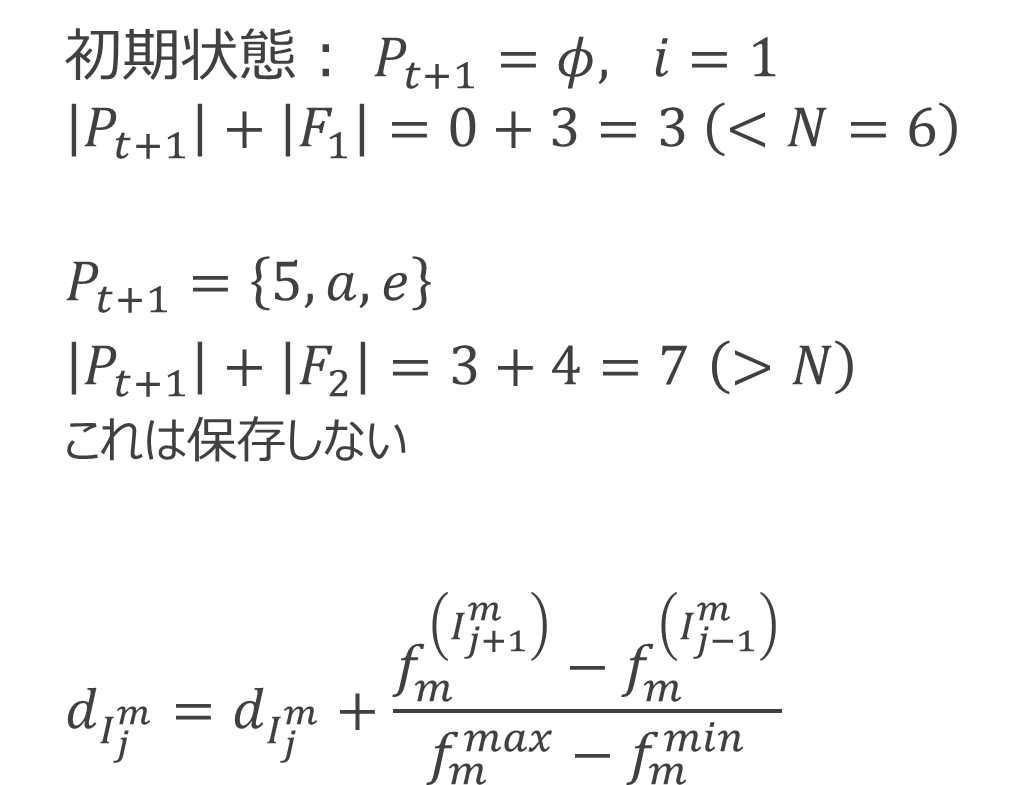 初期状態： P_{t+1} = ϕ, i = 1
|P_{t+1}| + |F_1| = 0 + 3 = 3 (< N = 6)
P_{t+1} = {5, a, e}
|P_{t+1}| + |F_2| = 3 + 4 = 7 (> N)
これは保存しない
d_{I_j^m} = d_{I_j^m} + \frac{f_m^{(I_{j+1}^m)} − f_m^{(I_{j−1}^m)}}{f_m^{max} − f_m^{min}}